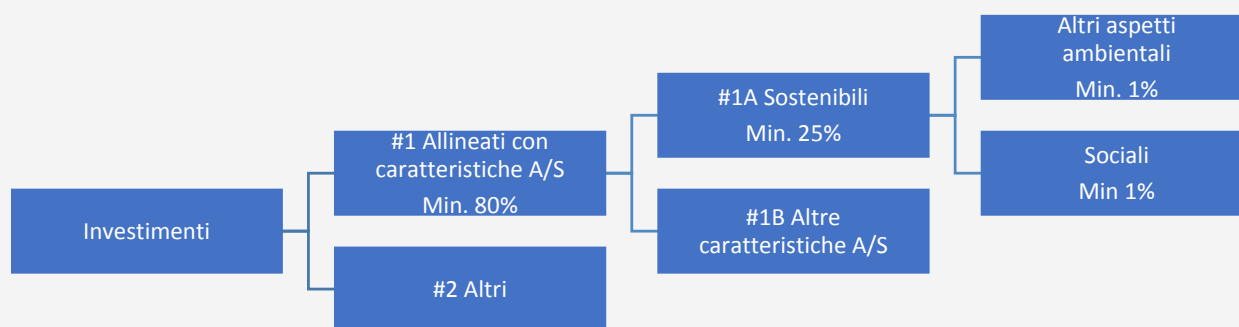 Investimenti
#1 Allineati con
caratteristiche A/S
Min. 80%
#2 Altri
#1A Sostenibili
Min. 25%
#1B Altre
caratteristiche A/S
Altri aspetti
ambientali
Min. 1%
Sociali
Min 1%